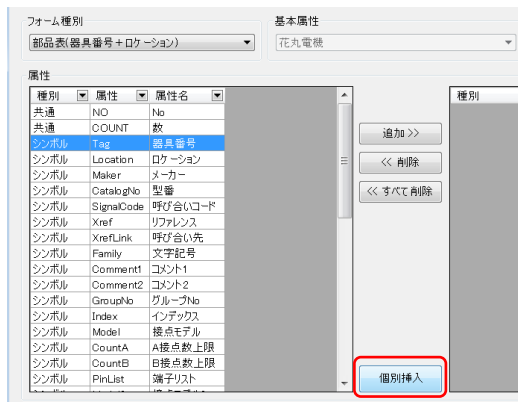 フォーム種別 基本属性
部品表(器具番号+ロケーション) 花丸電機
属性
種別 属性 属性名 種別
共通 NO No
共通 COUNT 数
シンボル Tag 器具番号
シンボル Location ロケーション
シンボル Maker メーカー
シンボル CatalogNo 型番
シンボル SignalCode 呼び合いコード
シンボル Xref リファレンス
シンボル XrefLink 呼び合い先
シンボル Family 文字記号
シンボル Comment1 コメント1
シンボル Comment2 コメント2
シンボル GroupNo グループNo
シンボル Index インデックス
シンボル Model 接点モデル
シンボル CountA A接点数上限
シンボル CountB B接点数上限
シンボル PinList 端子リスト
追加 >>
<< 削除
<< すべて削除
個別挿入